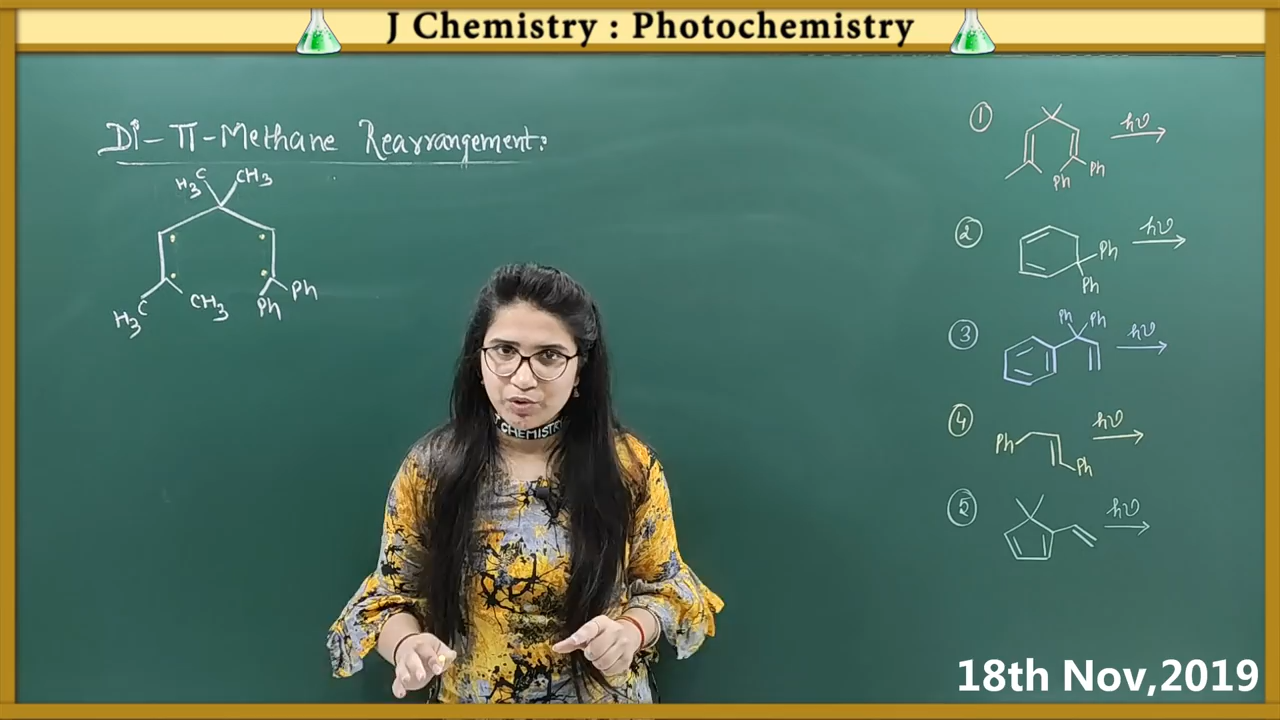 J Chemistry : Photochemistry
Di-π-Methane Rearrangement:
H3C CH3
H3C CH3 Ph Ph
① hν
Ph Ph
② hν
Ph
Ph
③ Ph Ph hν
④ hν
Ph Ph
⑤ hν
J CHEMISTRY
18th Nov,2019